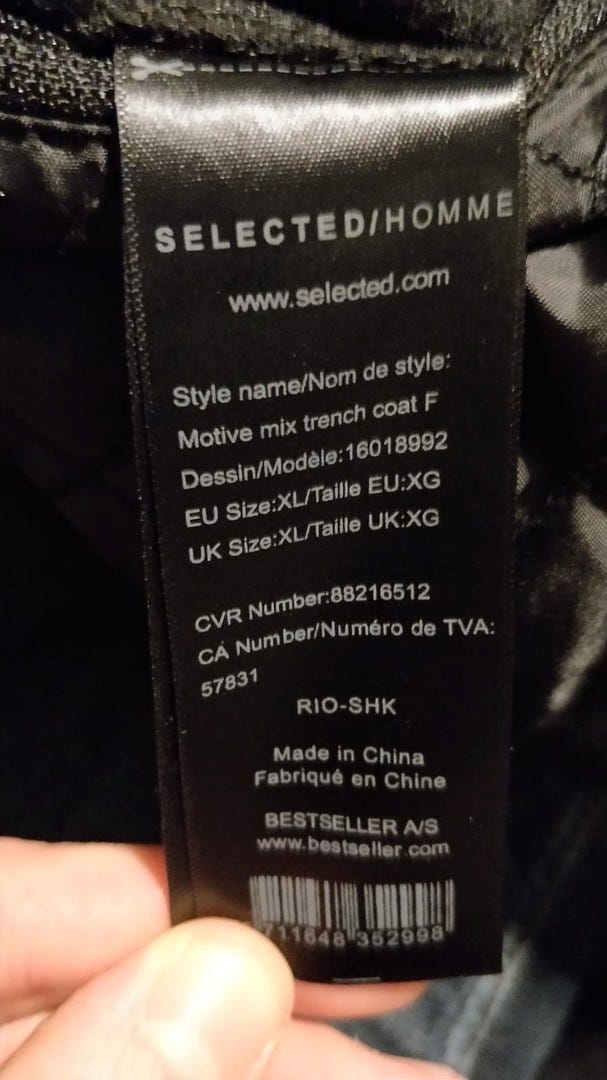 SELECTED/HOMME
www.selected.com
Style name/Nom de style:
Motive mix trench coat F
Dessin/Modèle:16018992
EU Size:XL/Taille EU:XG
UK Size:XL/Taille UK:XG
CVR Number:88216512
CA Number/Numéro de TVA:
57831
RIO-SHK
Made in China
Fabriqué en Chine
BESTSELLER A/S
www.bestseller.com
711648 352998